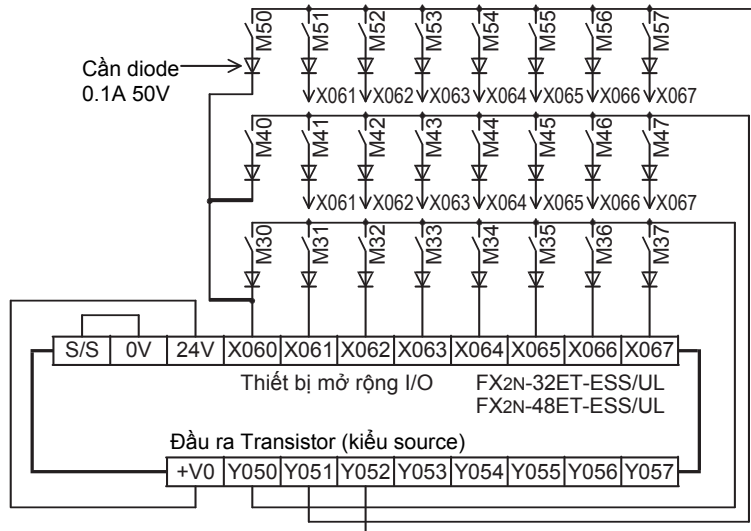 M50 M51 M52 M53 M54 M55 M56 M57
Cần diode
0.1A 50V
X061 X062 X063 X064 X065 X066 X067
M40 M41 M42 M43 M44 M45 M46 M47
X061 X062 X063 X064 X065 X066 X067
M30 M31 M32 M33 M34 M35 M36 M37
S/S 0V 24V X060 X061 X062 X063 X064 X065 X066 X067
Thiết bị mở rộng I/O FX2N-32ET-ESS/UL
FX2N-48ET-ESS/UL
Đầu ra Transistor (kiểu source)
+V0 Y050 Y051 Y052 Y053 Y054 Y055 Y056 Y057